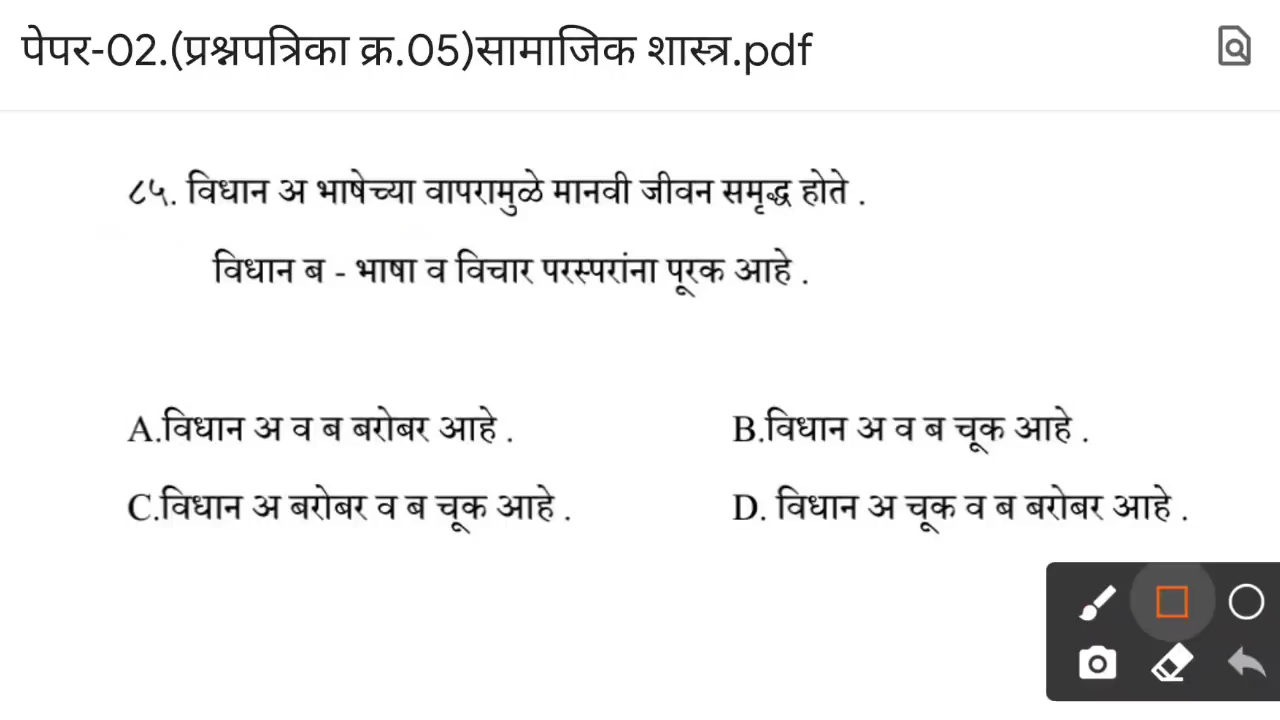 पेपर-02.(प्रश्नपत्रिका क्र.05)सामाजिक शास्त्र.pdf
८५. विधान अ भाषेच्या वापरामुळे मानवी जीवन समृद्ध होते .
विधान ब - भाषा व विचार परस्परांना पूरक आहे .
A.विधान अ व ब बरोबर आहे .
B.विधान अ व ब चूक आहे .
C.विधान अ बरोबर व ब चूक आहे .
D. विधान अ चूक व ब बरोबर आहे .